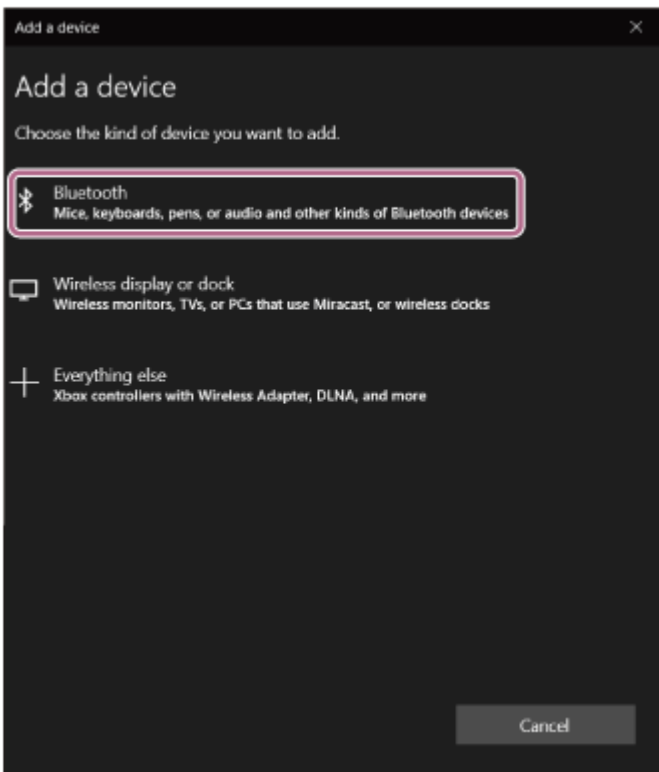 Add a device
Add a device
Choose the kind of device you want to add.
Bluetooth
Mice, keyboards, pens, or audio and other kinds of Bluetooth devices
Wireless display or dock
Wireless monitors, TVs, or PCs that use Miracast, or wireless docks
Everything else
Xbox controllers with Wireless Adapter, DLNA, and more
Cancel